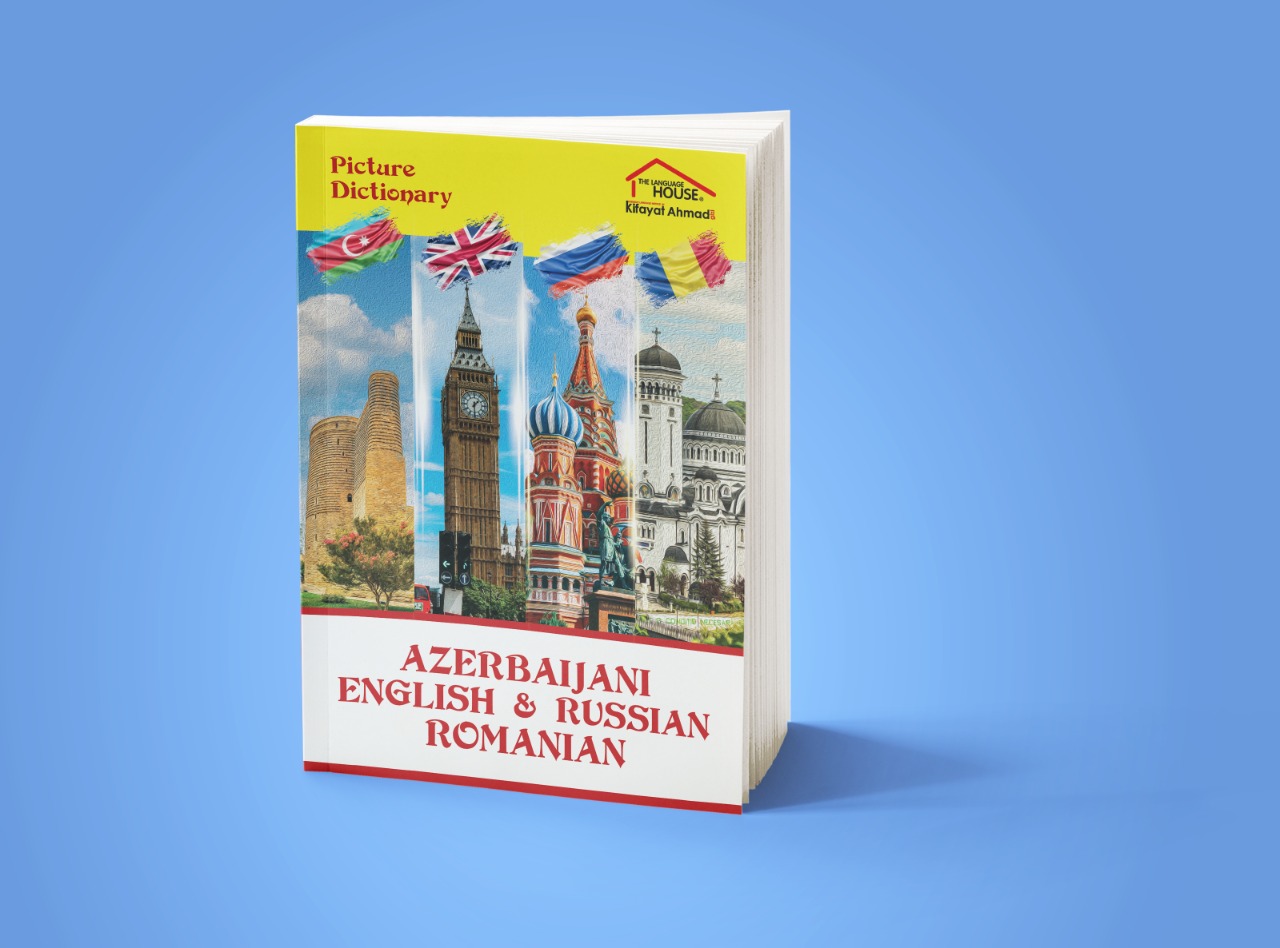 Picture
Dictionary
THE LANGUAGE
HOUSE
Kifayat Ahmad
AZERBAIJANI
ENGLISH & RUSSIAN
ROMANIAN